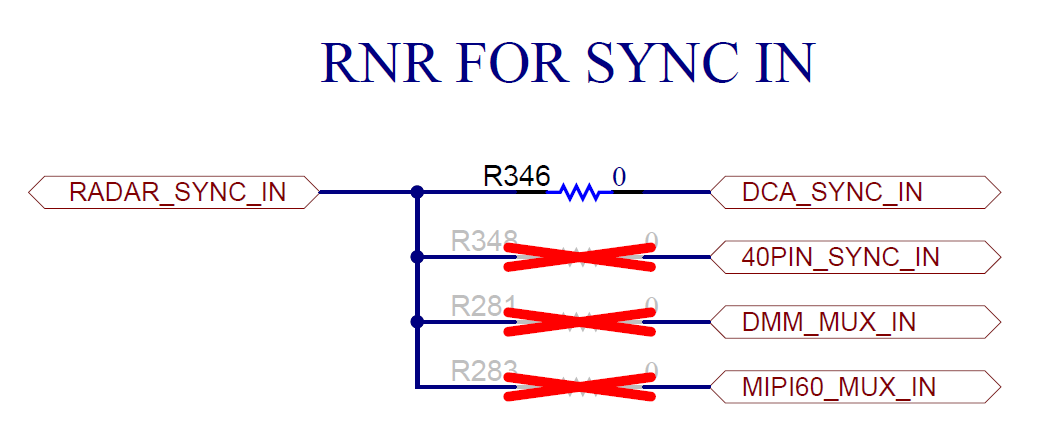 RNR FOR SYNC IN
RADAR_SYNC_IN
R346 0 DCA_SYNC_IN
R348 0 40PIN_SYNC_IN
R281 0 DMM_MUX_IN
R283 0 MIPI60_MUX_IN